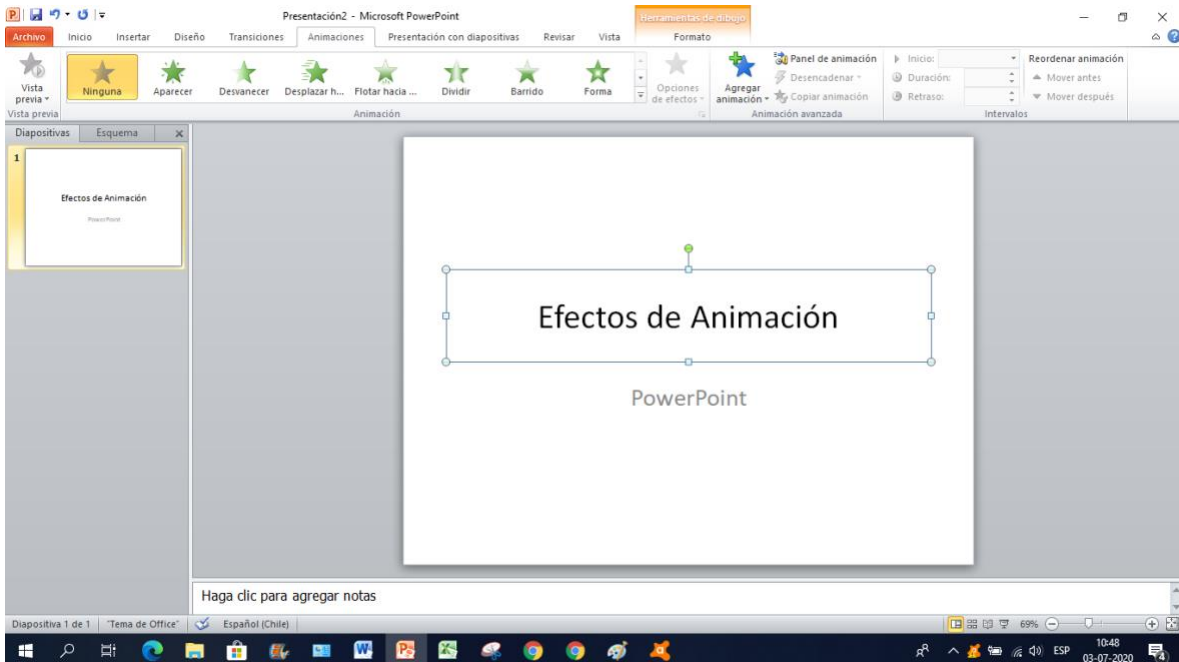 Presentación2 - Microsoft PowerPoint
Herramientas de dibujo
Archivo Inicio Insertar Diseño Transiciones Animaciones Presentación con diapositivas Revisar Vista Formato
Vista previa
Ninguna Aparecer Desvanecer Desplazar h... Flotar hacia ... Dividir Barrido Forma
Opciones de efectos
Agregar animación
Panel de animación
Desencadenar
Copiar animación
Inicio:
Duración:
Retraso:
Reordenar animación
Mover antes
Mover después
Vista previa Animación Animación avanzada Intervalos
Diapositivas Esquema
1
Efectos de Animación
PowerPoint
Efectos de Animación
PowerPoint
Haga clic para agregar notas
Diapositiva 1 de 1 "Tema de Office" Español (Chile) 69%
ESP 10:48
03-07-2020